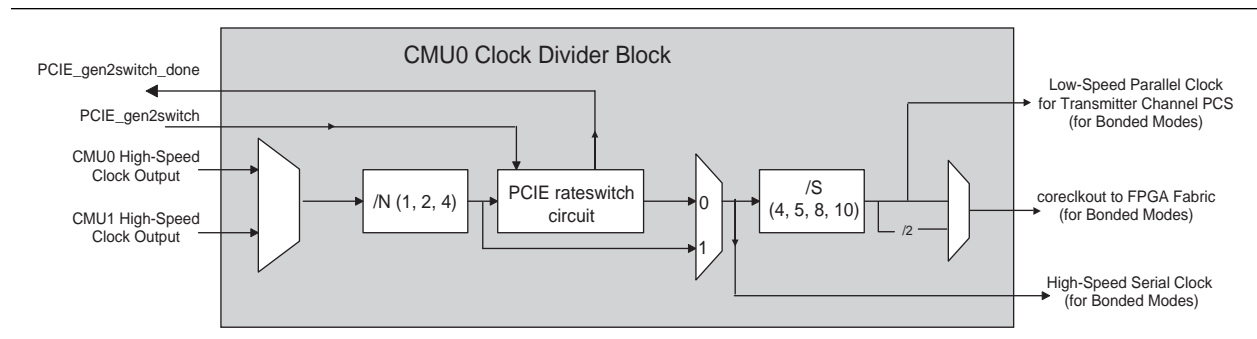 CMU0 Clock Divider Block
PCIE_gen2switch_done
PCIE_gen2switch
CMU0 High-Speed
Clock Output
CMU1 High-Speed
Clock Output
/N (1, 2, 4)
PCIE rateswitch
circuit
0
1
/S
(4, 5, 8, 10)
/2
Low-Speed Parallel Clock
for Transmitter Channel PCS
(for Bonded Modes)
coreclkout to FPGA Fabric
(for Bonded Modes)
High-Speed Serial Clock
(for Bonded Modes)